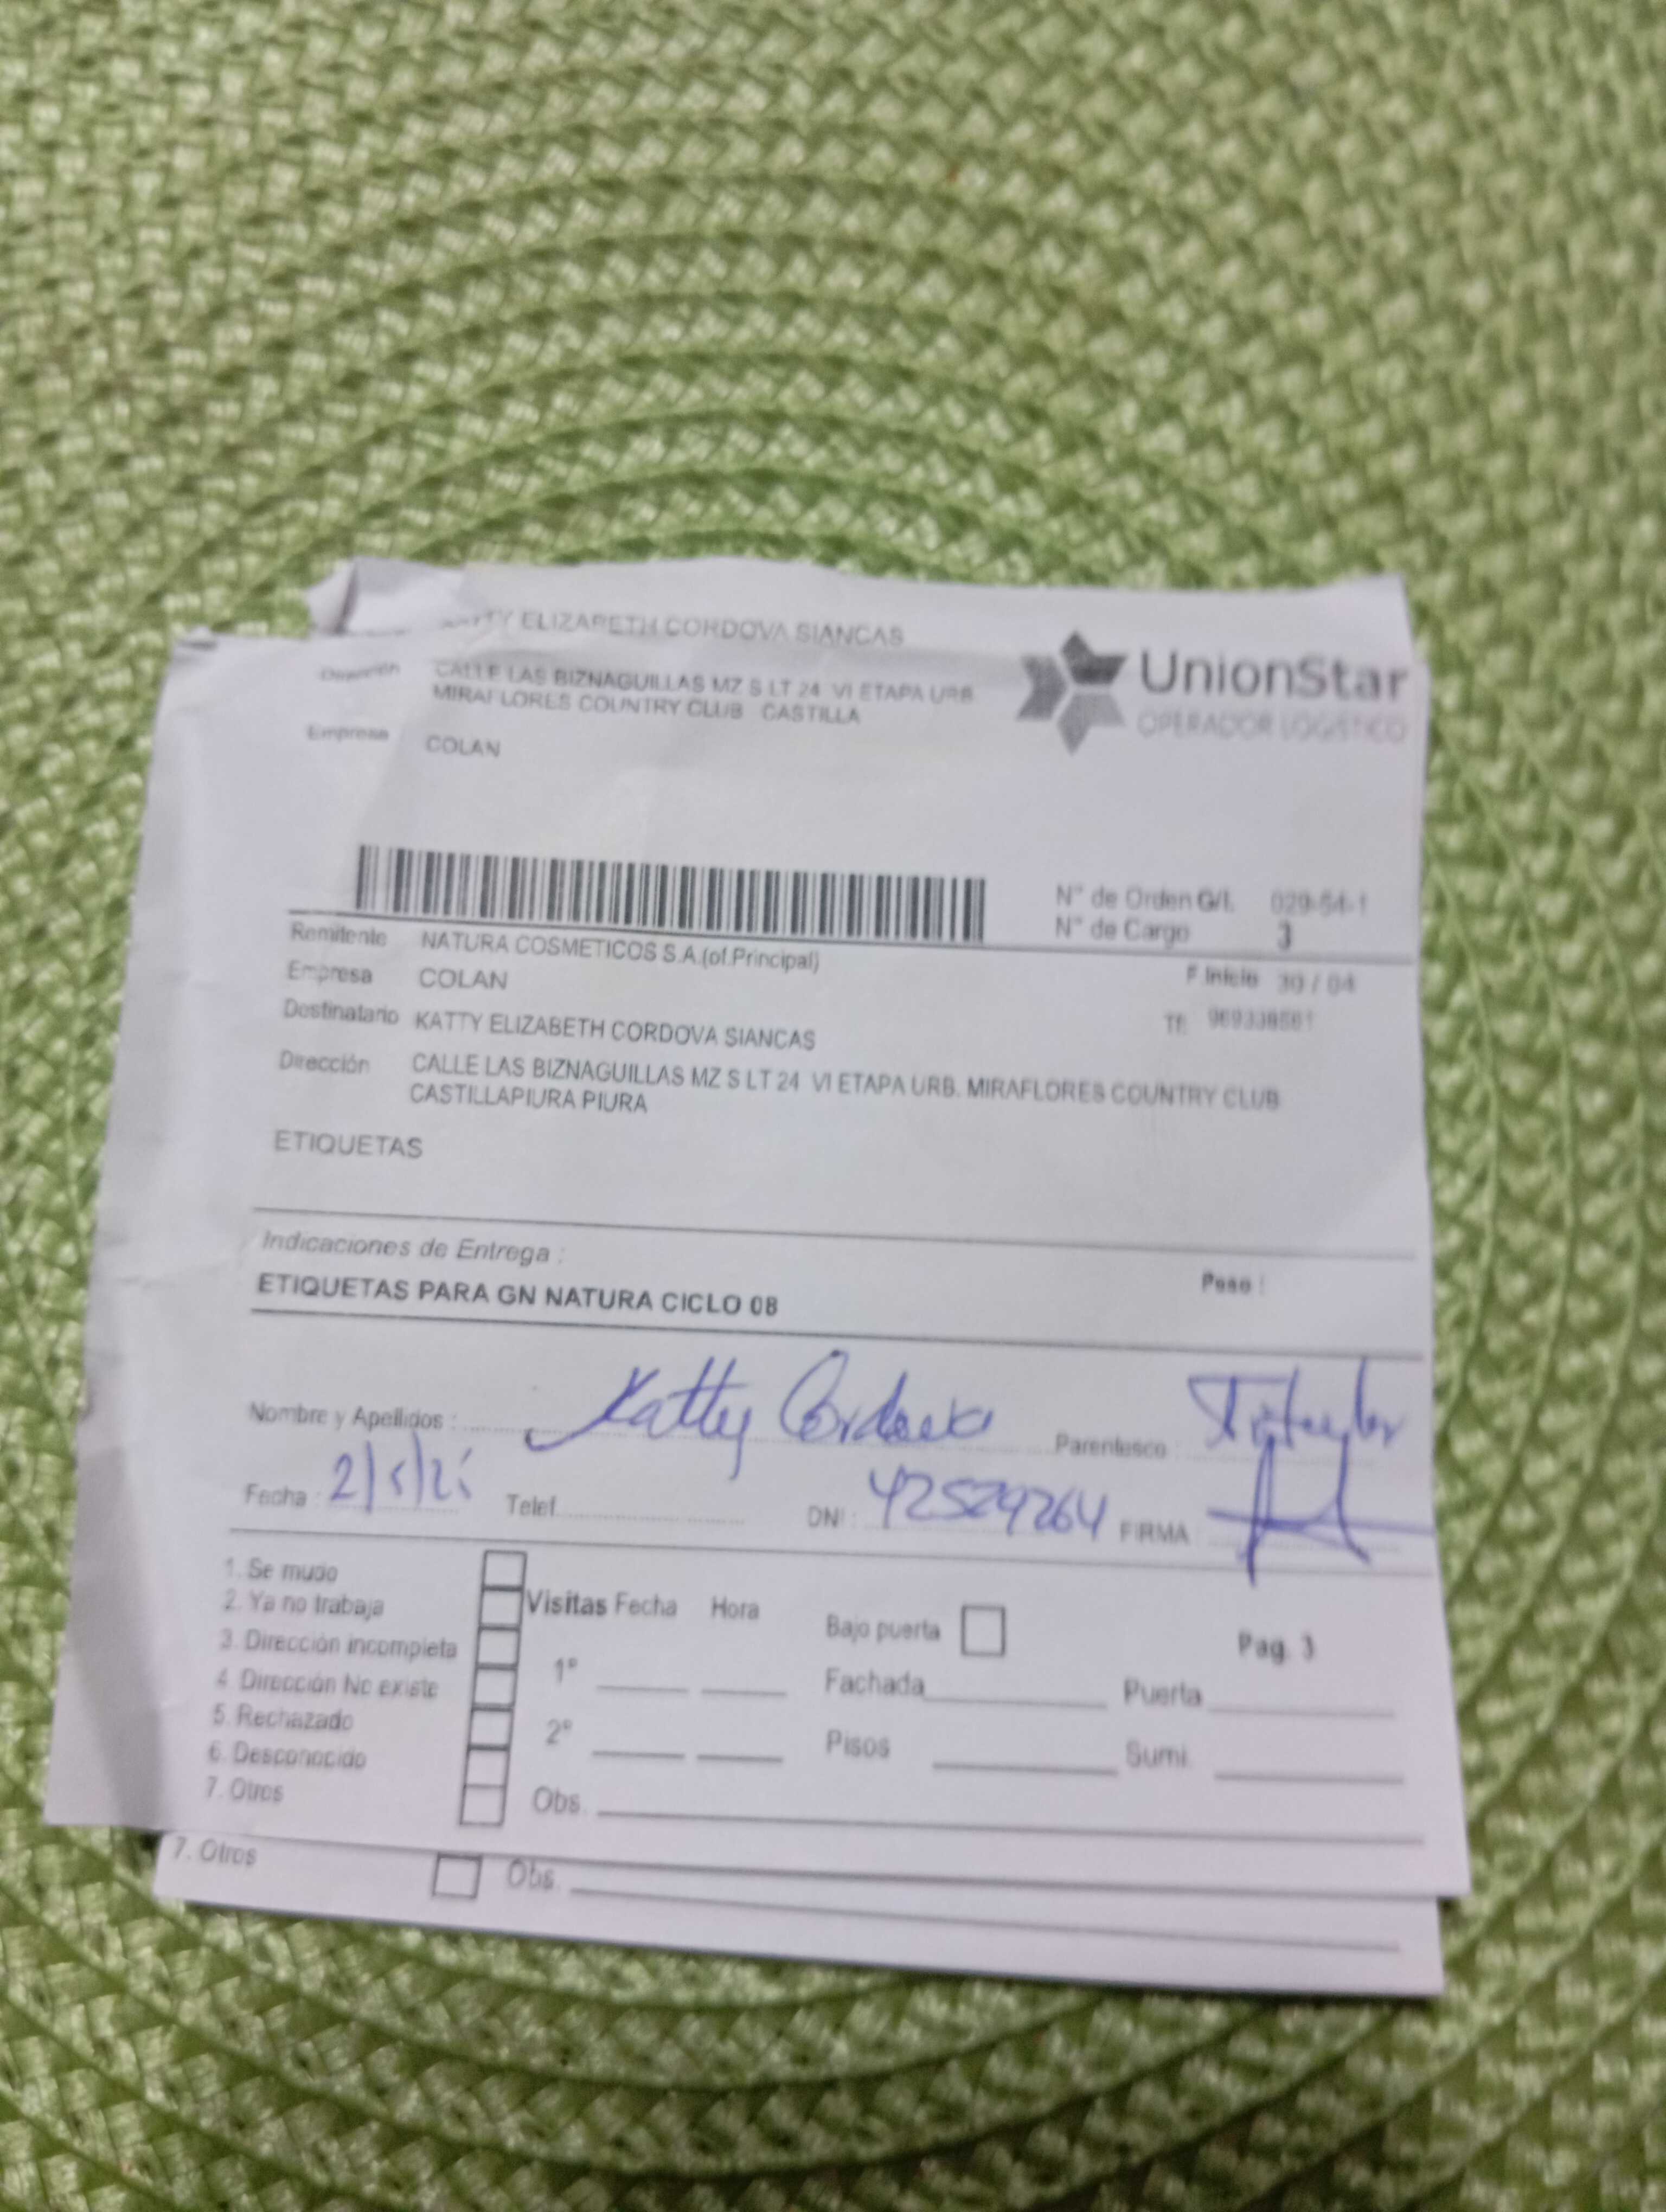 KATTY ELIZABETH CORDOVA SIANCAS
Dirección CALLE LAS BIZNAGUILLAS MZ S LT 24 VI ETAPA URB.
MIRAFLORES COUNTRY CLUB CASTILLA
Empresa COLAN
UnionStar
OPERADOR LOGISTICO
N° de Orden G/I. 029-54-1
N° de Cargo 3
Remitente NATURA COSMETICOS S.A.(of.Principal)
Empresa COLAN
F Inicio 30 / 04
Destinatario KATTY ELIZABETH CORDOVA SIANCAS
Tf:
Dirección CALLE LAS BIZNAGUILLAS MZ S LT 24 VI ETAPA URB. MIRAFLORES COUNTRY CLUB
CASTILLAPIURA PIURA
ETIQUETAS
Indicaciones de Entrega :
Peso :
ETIQUETAS PARA GN NATURA CICLO 08
Nombre y Apellidos : Katty Cordova Parentesco :
Fecha : Telef. DNI : 42529264 FIRMA
1. Se mudo
2. Ya no trabaja
3. Dirección incompleta
4. Dirección No existe
5. Rechazado
6. Desconocido
7. Otros
Visitas Fecha Hora
1°
2°
Obs.
Bajo puerta
Pag. 3
Fachada Puerta
Pisos Sumi.
7. Otros Obs.